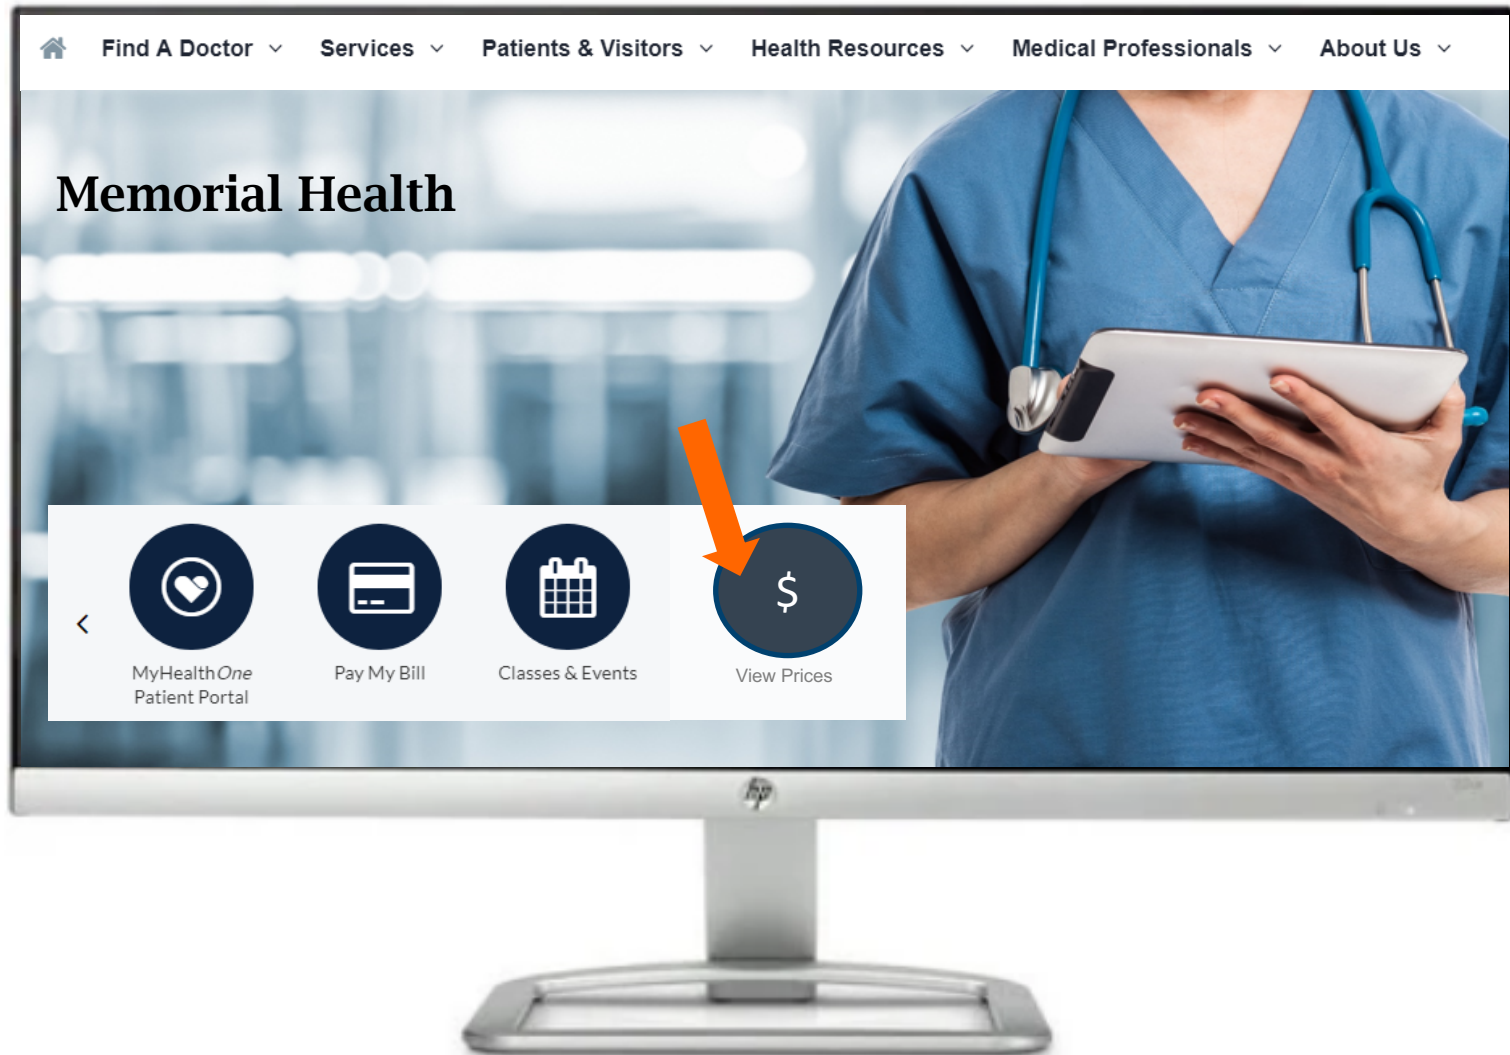 Find A Doctor Services Patients & Visitors Health Resources Medical Professionals About Us
Memorial Health
$
MyHealthOne
Patient Portal
Pay My Bill
Classes & Events
View Prices
hp